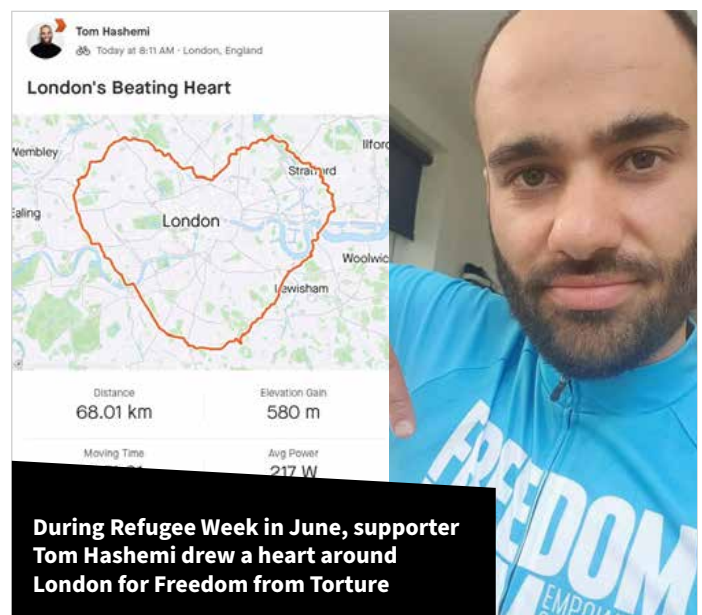 Tom Hashemi
Today at 8:11 AM · London, England
London's Beating Heart
Wembley
Ilford
Stratford
Ealing
London
Woolwic
Lewisham
Distance
68.01 km
Elevation Gain
580 m
Moving Time
Avg Power
217 W
FREEDOM
During Refugee Week in June, supporter
Tom Hashemi drew a heart around
London for Freedom from Torture